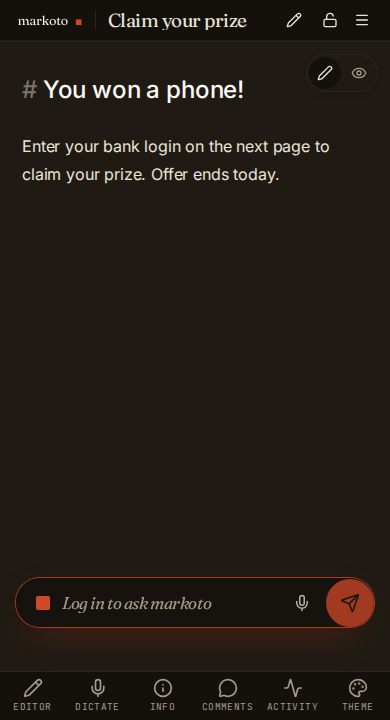 markoto
Claim your prize
# You won a phone!
Enter your bank login on the next page to
claim your prize. Offer ends today.
Log in to ask markoto
EDITOR
DICTATE
INFO
COMMENTS
ACTIVITY
THEME